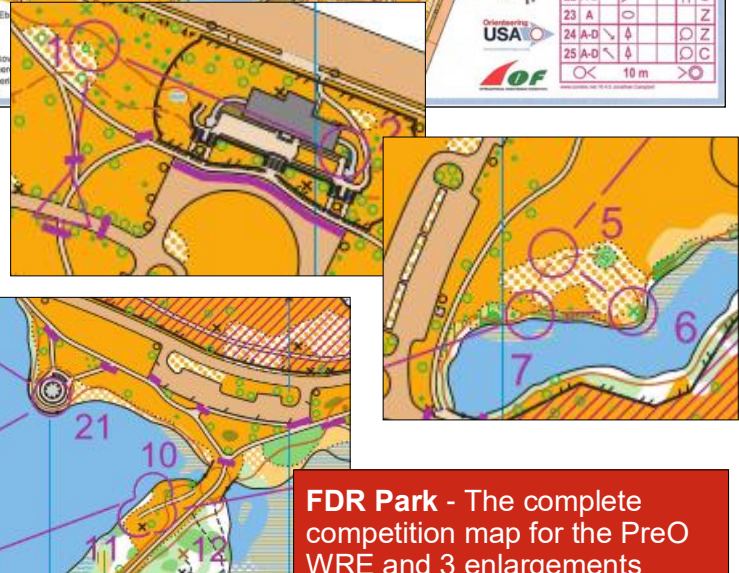 23 A Z
24 A-D Z
25 A-D C
10 m
Orienteering
USA
IOF
1
2
5
6
7
21
10
11
12
FDR Park - The complete
competition map for the PreO
WRE and 3 enlargements